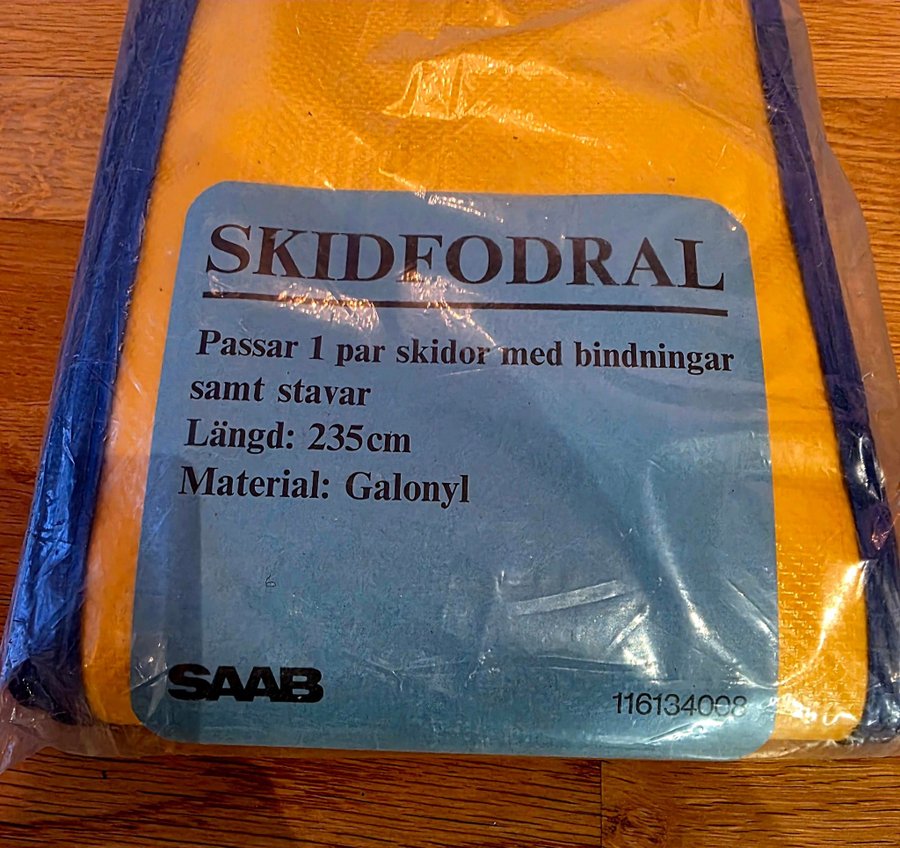 SKIDFODRAL
Passar 1 par skidor med bindningar
samt stavar
Längd: 235cm
Material: Galonyl
SAAB
116134008